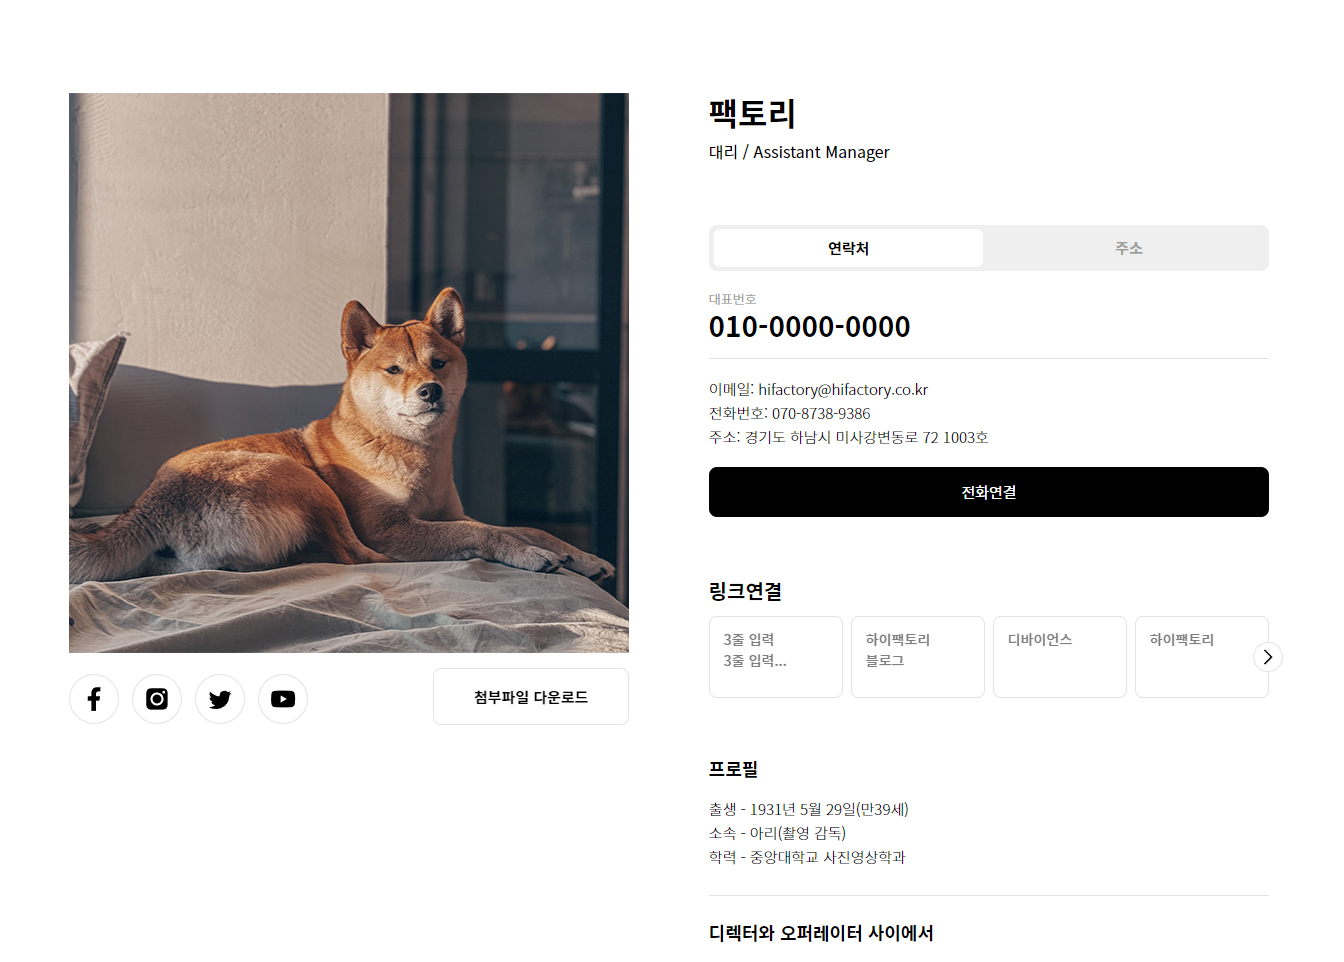 팩토리
대리 / Assistant Manager
연락처
주소
대표번호
010-0000-0000
이메일: hifactory@hifactory.co.kr
전화번호: 070-8738-9386
주소: 경기도 하남시 미사강변동로 72 1003호
전화연결
링크연결
3줄 입력
3줄 입력...
하이팩토리
블로그
디바이언스
하이팩토리
첨부파일 다운로드
프로필
출생 - 1931년 5월 29일(만39세)
소속 - 아리(촬영 감독)
학력 - 중앙대학교 사진영상학과
디렉터와 오퍼레이터 사이에서